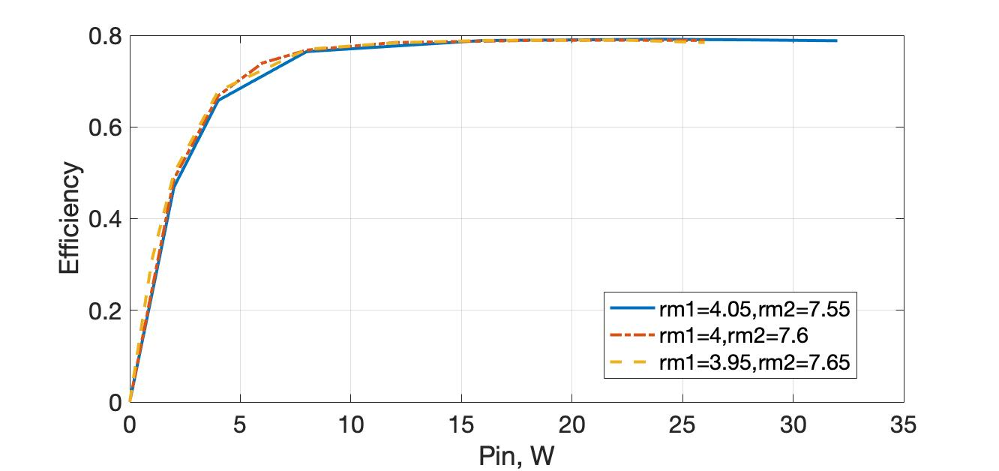 0.8
0.6
0.4
0.2
0
Efficiency
0 5 10 15 20 25 30 35
Pin, W
rm1=4.05,rm2=7.55
rm1=4,rm2=7.6
rm1=3.95,rm2=7.65